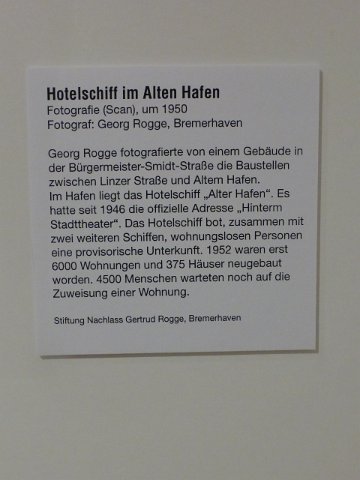 Hotelschiff im Alten Hafen
Fotografie (Scan), um 1950
Fotograf: Georg Rogge, Bremerhaven
Georg Rogge fotografierte von einem Gebäude in
der Bürgermeister-Smidt-Straße die Baustellen
zwischen Linzer Straße und Altem Hafen.
Im Hafen liegt das Hotelschiff „Alter Hafen“. Es
hatte seit 1946 die offizielle Adresse „Hinterm
Stadttheater“. Das Hotelschiff bot, zusammen mit
zwei weiteren Schiffen, wohnungslosen Personen
eine provisorische Unterkunft. 1952 waren erst
6000 Wohnungen und 375 Häuser neugebaut
worden. 4500 Menschen warteten noch auf die
Zuweisung einer Wohnung.
Stiftung Nachlass Gertrud Rogge, Bremerhaven